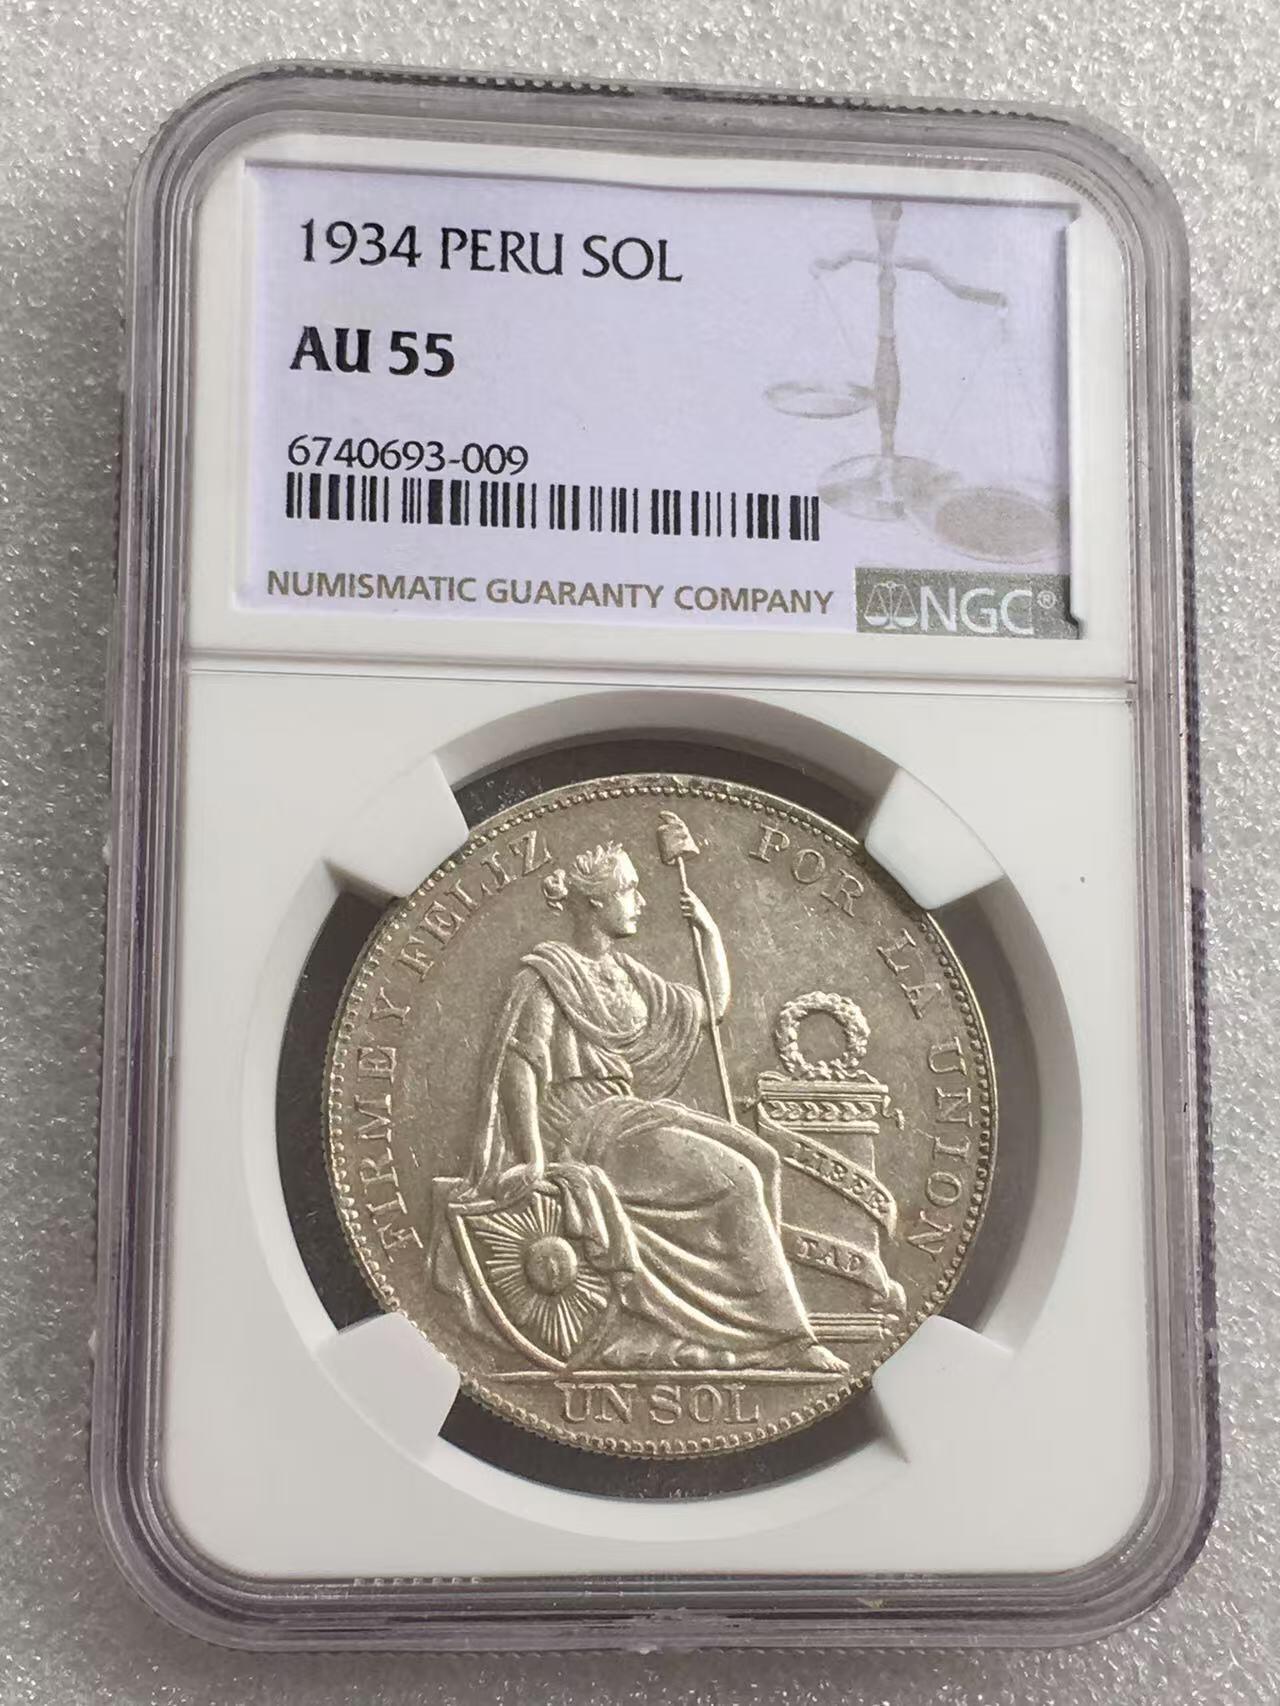 1934 PERU SOL
AU 55
6740693-009
NUMISMATIC GUARANTY COMPANY
NGC®
FIRME Y FELIZ POR LA UNION
LIBER
TAD
UN SOL